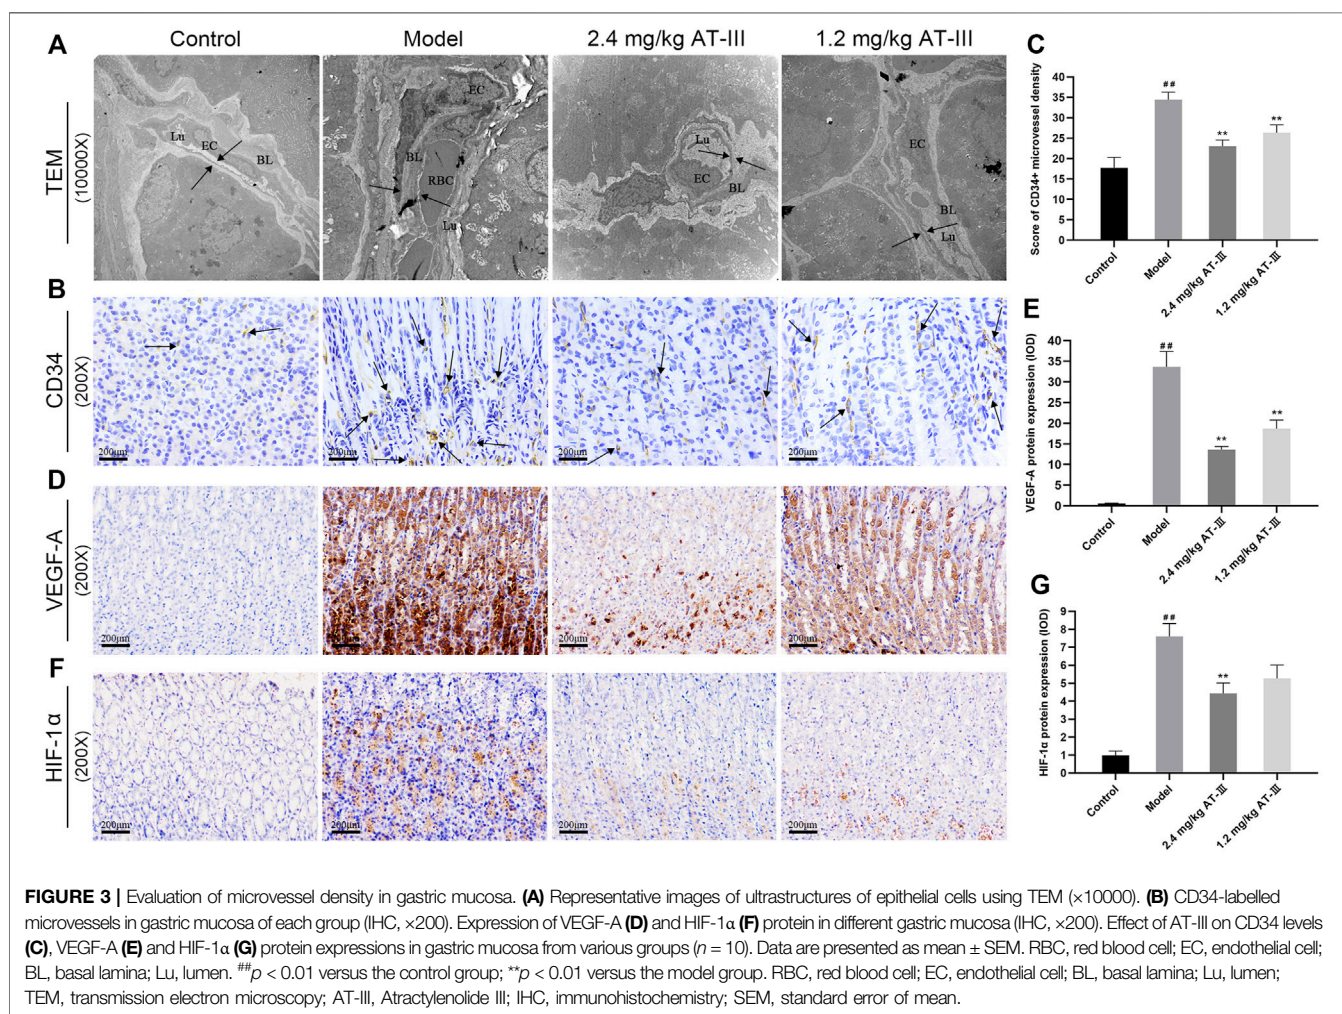 A
Control
Model
2.4 mg/kg AT-III
1.2 mg/kg AT-III
TEM
(10000X)
Lu
EC
BL
EC
BL
RBC
Lu
Lu
EC
BL
EC
BL
Lu
B
CD34
(200X)
200μm
200μm
200μm
200μm
D
VEGF-A
(200X)
200μm
200μm
200μm
200μm
F
HIF-1α
(200X)
200μm
200μm
200μm
200μm
C
Score of CD34+ microvessel density
40
35
30
25
20
15
10
5
0
##
**
**
Control
Model
2.4 mg/kg AT-III
1.2 mg/kg AT-III
E
VEGF-A protein expression (IOD)
40
35
30
25
20
15
10
5
0
##
**
**
Control
Model
2.4 mg/kg AT-III
1.2 mg/kg AT-III
G
HIF-1α protein expression (IOD)
9
8
7
6
5
4
3
2
1
0
##
**
Control
Model
2.4 mg/kg AT-III
1.2 mg/kg AT-III
FIGURE 3 | Evaluation of microvessel density in gastric mucosa. (A) Representative images of ultrastructures of epithelial cells using TEM (×10000). (B) CD34-labelled
microvessels in gastric mucosa of each group (IHC, ×200). Expression of VEGF-A (D) and HIF-1α (F) protein in different gastric mucosa (IHC, ×200). Effect of AT-III on CD34 levels
(C), VEGF-A (E) and HIF-1α (G) protein expressions in gastric mucosa from various groups (n = 10). Data are presented as mean ± SEM. RBC, red blood cell; EC, endothelial cell;
BL, basal lamina; Lu, lumen. ##p < 0.01 versus the control group; **p < 0.01 versus the model group. RBC, red blood cell; EC, endothelial cell; BL, basal lamina; Lu, lumen;
TEM, transmission electron microscopy; AT-III, Atractylenolide III; IHC, immunohistochemistry; SEM, standard error of mean.